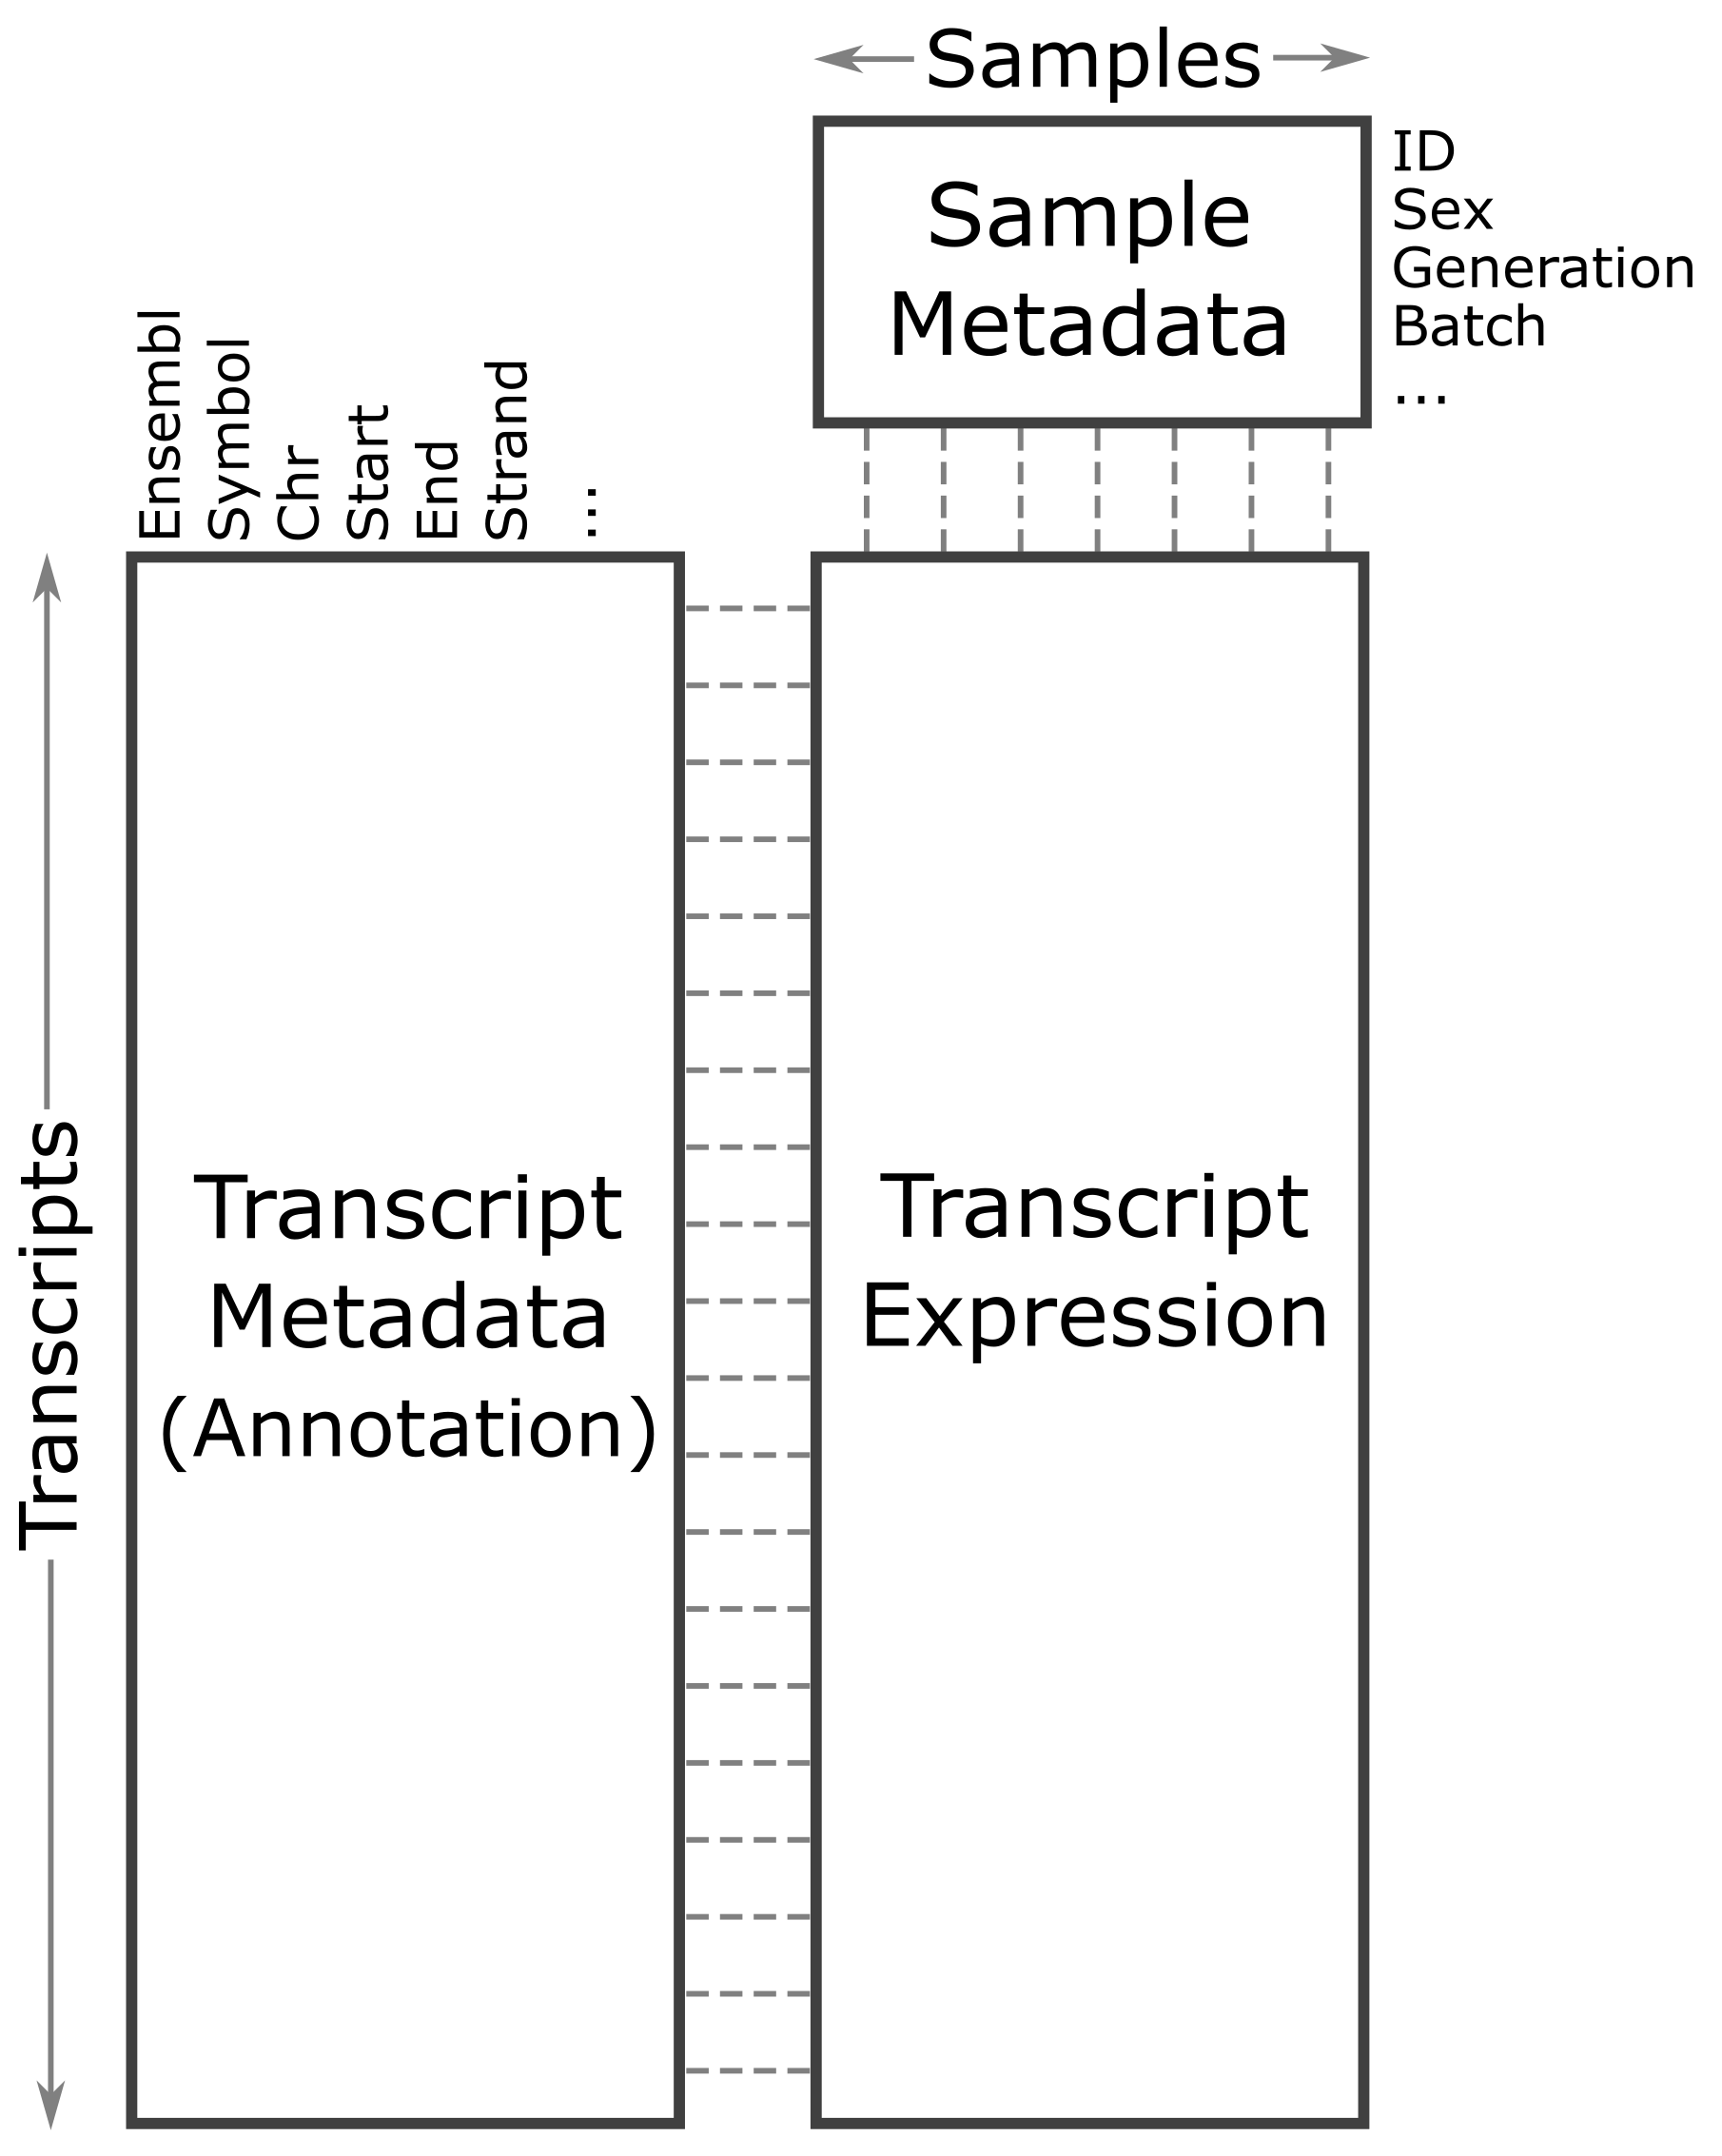 Samples
Sample
Metadata
ID
Sex
Generation
Batch
...
Ensembl
Symbol
Chr
Start
End
Strand
...
Transcripts
Transcript
Metadata
(Annotation)
Transcript
Expression